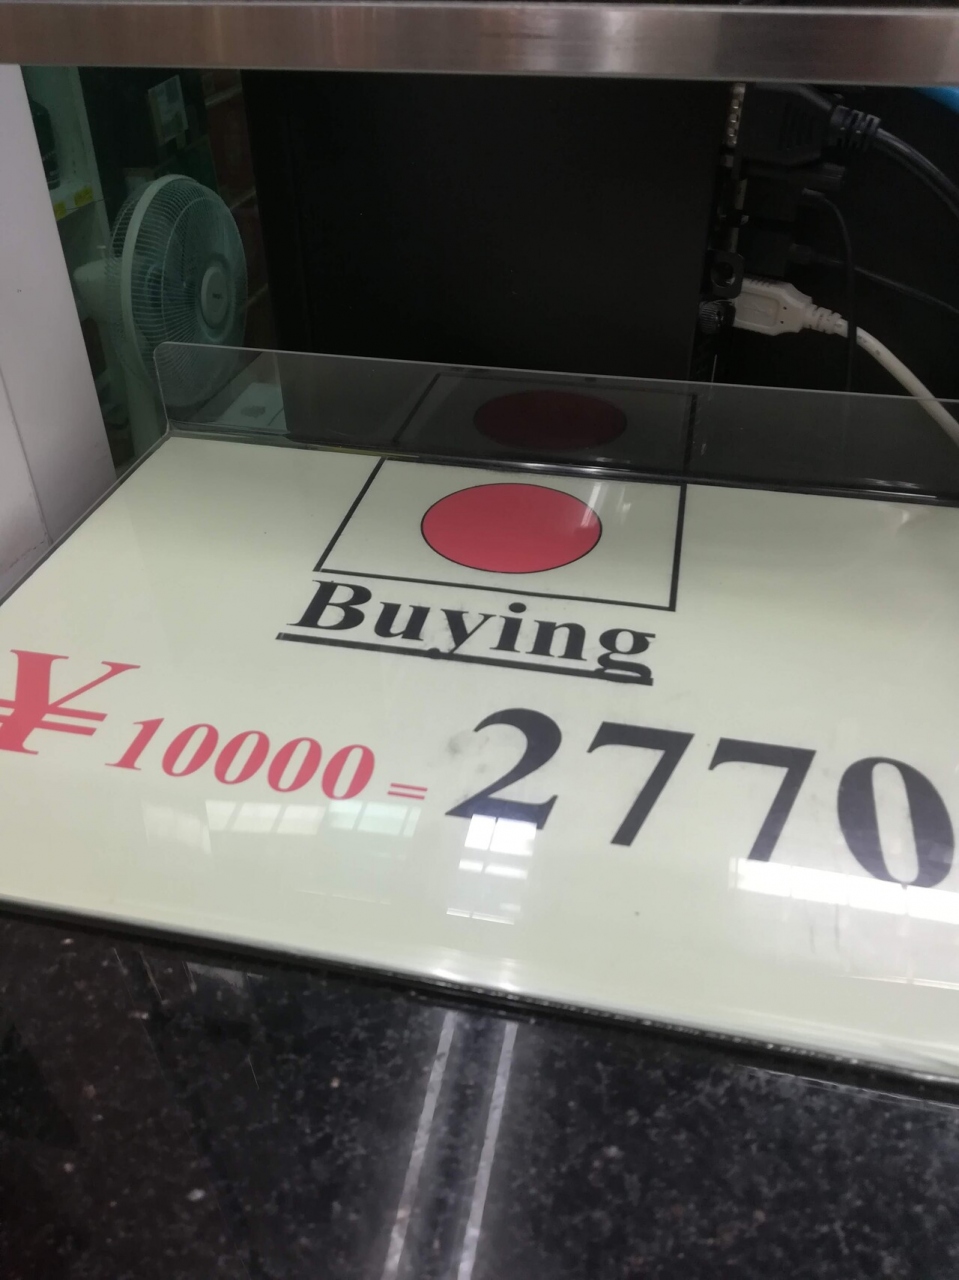 Buying
¥10000 = 2770